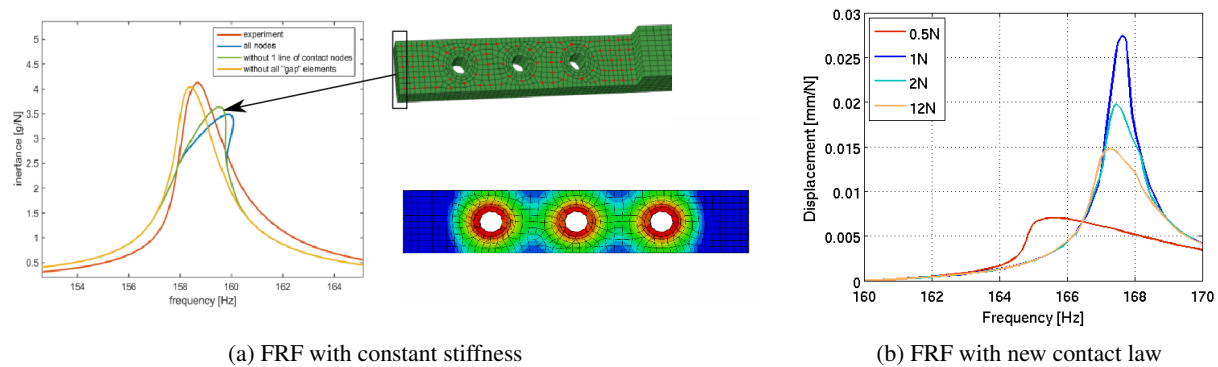 experiment
all nodes
without 1 line of contact nodes
without all "gap" elements
inertance [g/N]
5
4.5
4
3.5
3
2.5
2
1.5
1
0.5
154
156
158
160
162
164
frequency [Hz]
0.5N
1N
2N
12N
Displacement [mm/N]
0.03
0.025
0.02
0.015
0.01
0.005
0
160
162
164
166
168
170
Frequency [Hz]
(a) FRF with constant stiffness
(b) FRF with new contact law